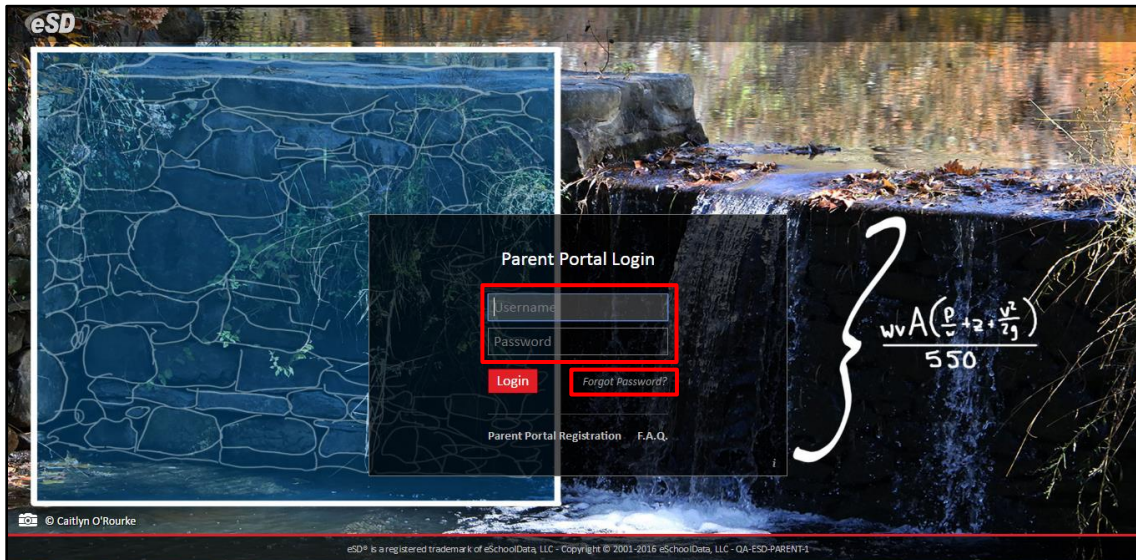 eSD
Parent Portal Login
Username
Password
Login
Forgot Password?
Parent Portal Registration F.A.Q.
i
wvA(p/w+z+v²/2g)
550
© Caitlyn O'Rourke
eSD® is a registered trademark of eSchoolData, LLC - Copyright © 2001-2016 eSchoolData, LLC - QA-ESD-PARENT-1